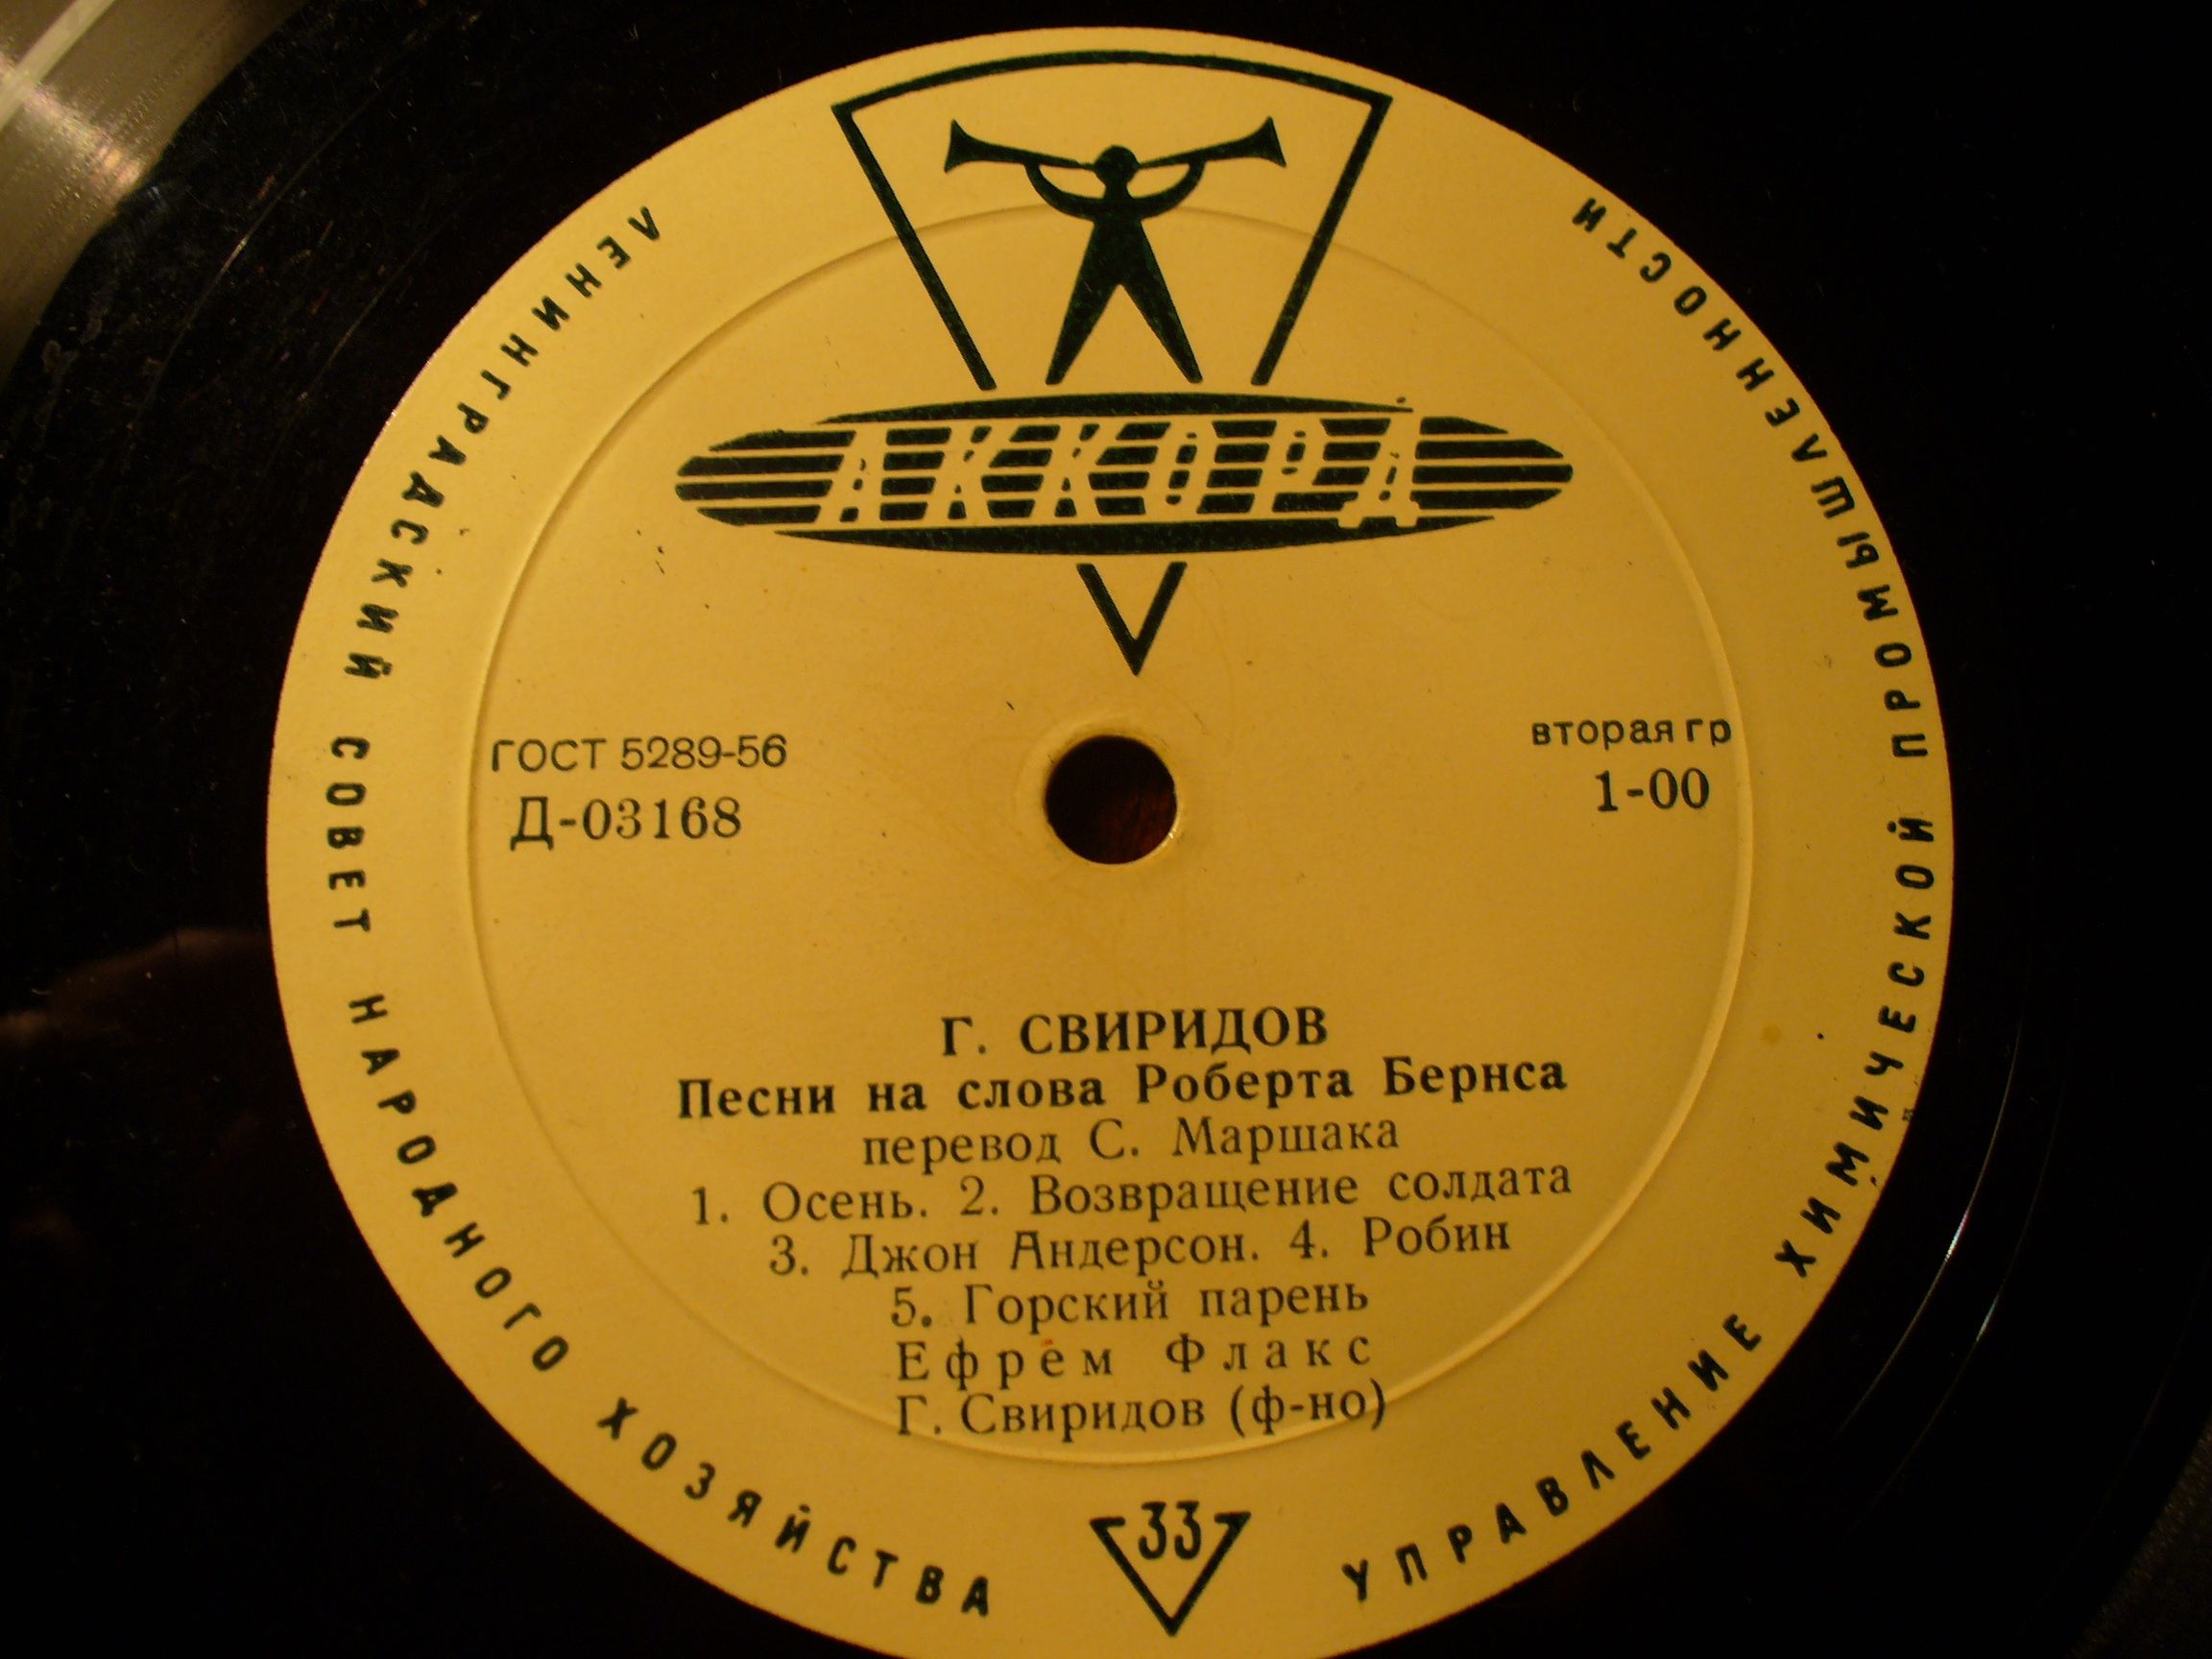 АККОРД
ЛЕНИНГРАДСКИЙ СОВЕТ НАРОДНОГО ХОЗЯЙСТВА
УПРАВЛЕНИЕ ХИМИЧЕСКОЙ ПРОМЫШЛЕННОСТИ
ГОСТ 5289-56
Д-03168
вторая гр
1-00
Г. СВИРИДОВ
Песни на слова Роберта Бернса
перевод С. Маршака
1. Осень. 2. Возвращение солдата
3. Джон Андерсон. 4. Робин
5. Горский парень
Ефрем Флакс
Г. Свиридов (ф-но)
33